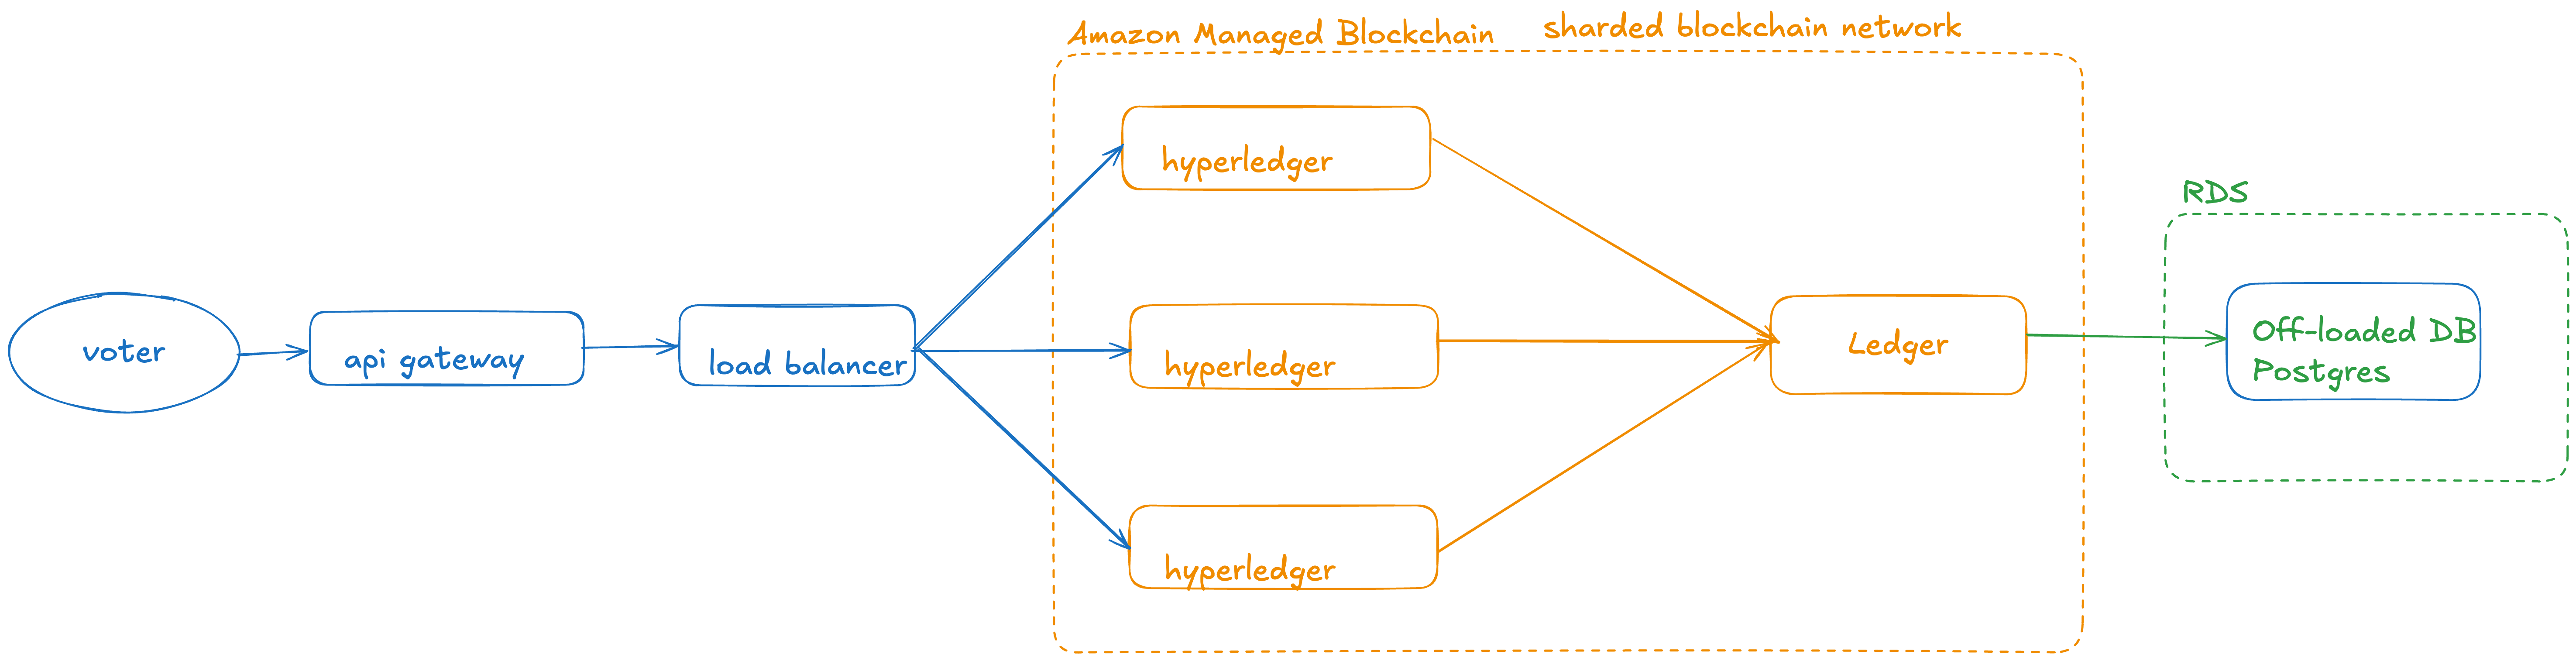 Amazon Managed Blockchain
sharded blockchain network
hyperledger
RDS
voter
api gateway
load balancer
hyperledger
Ledger
Off-loaded DB
Postgres
hyperledger